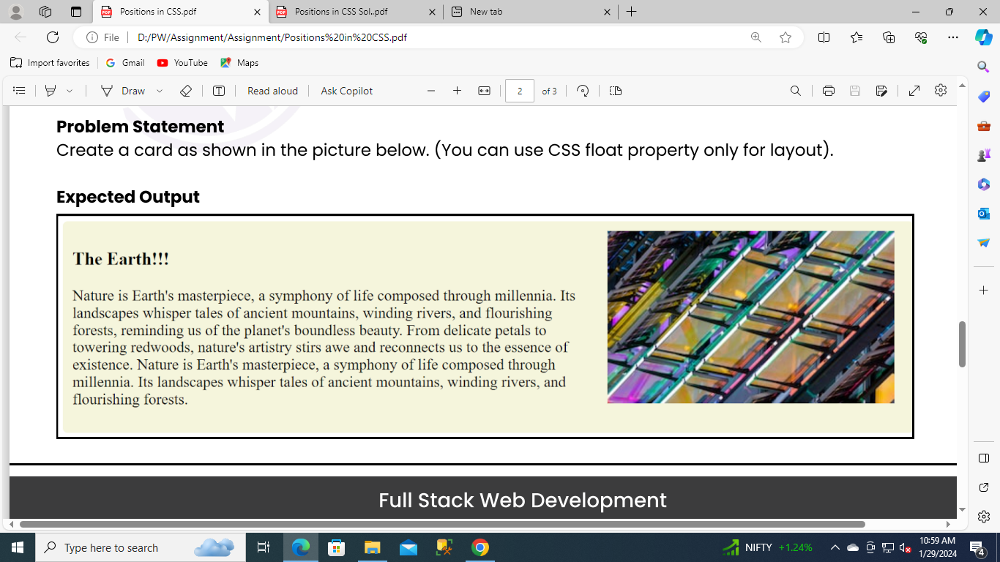 Positions in CSS.pdf
Positions in CSS Sol..pdf
New tab
File
D:/PW/Assignment/Assignment/Positions%20in%20CSS.pdf
Import favorites
Gmail
YouTube
Maps
Draw
Read aloud
Ask Copilot
2
of 3
Problem Statement
Create a card as shown in the picture below. (You can use CSS float property only for layout).
Expected Output
The Earth!!!
Nature is Earth's masterpiece, a symphony of life composed through millennia. Its
landscapes whisper tales of ancient mountains, winding rivers, and flourishing
forests, reminding us of the planet's boundless beauty. From delicate petals to
towering redwoods, nature's artistry stirs awe and reconnects us to the essence of
existence. Nature is Earth's masterpiece, a symphony of life composed through
millennia. Its landscapes whisper tales of ancient mountains, winding rivers, and
flourishing forests.
Full Stack Web Development
Type here to search
NIFTY +1.24%
10:59 AM
1/29/2024
4